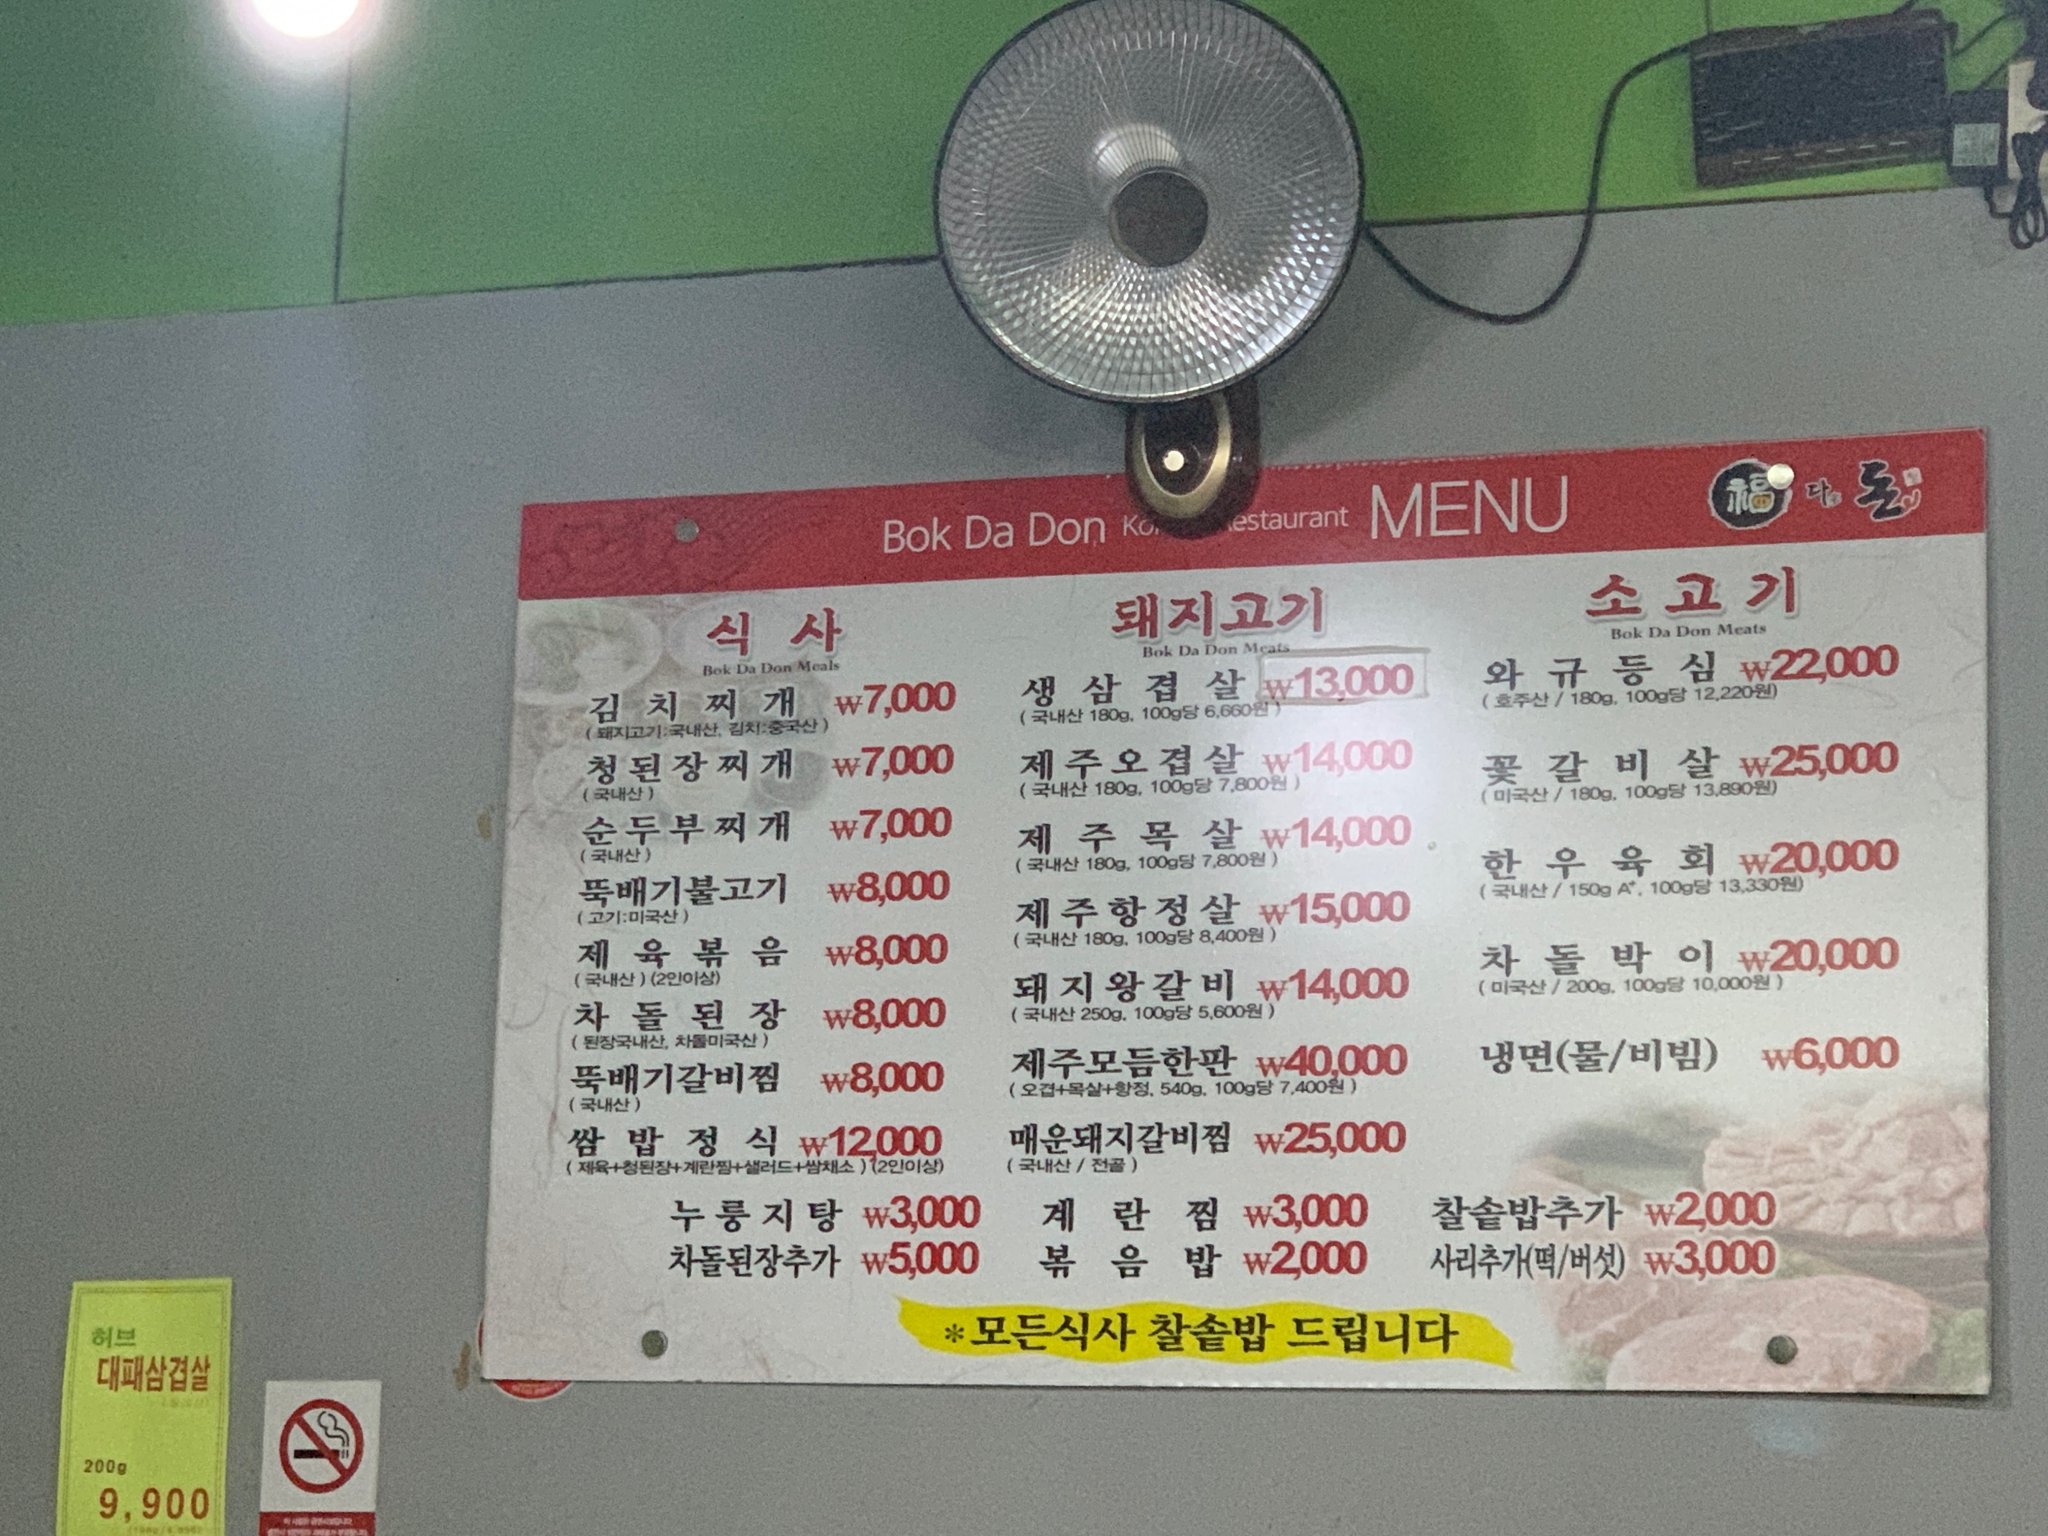 Bok Da Don Restaurant MENU
福 다 돈
식 사
Bok Da Don Meals
김치찌개 ₩7,000
( 돼지고기:국내산, 김치:중국산 )
청된장찌개 ₩7,000
( 국내산 )
순두부찌개 ₩7,000
( 국내산 )
뚝배기불고기 ₩8,000
( 고기:미국산 )
제육볶음 ₩8,000
( 국내산 ) (2인이상)
차돌된장 ₩8,000
( 된장국내산, 차돌미국산 )
뚝배기갈비찜 ₩8,000
( 국내산 )
쌈밥정식 ₩12,000
( 제육+청된장+계란찜+샐러드+쌈채소 ) (2인이상)
돼지고기
Bok Da Don Meats
생삼겹살 ₩13,000
( 국내산 180g, 100g당 6,660원 )
제주오겹살 ₩14,000
( 국내산 180g, 100g당 7,800원 )
제주목살 ₩14,000
( 국내산 180g, 100g당 7,800원 )
제주항정살 ₩15,000
( 국내산 180g, 100g당 8,400원 )
돼지왕갈비 ₩14,000
( 국내산 250g, 100g당 5,600원 )
제주모듬한판 ₩40,000
( 오겹+목살+항정, 540g, 100g당 7,400원 )
매운돼지갈비찜 ₩25,000
( 국내산 / 전골 )
소고기
Bok Da Don Meats
와규등심 ₩22,000
( 호주산 / 180g, 100g당 12,220원)
꽃갈비살 ₩25,000
( 미국산 / 180g, 100g당 13,890원)
한우육회 ₩20,000
( 국내산 / 150g A+, 100g당 13,330원)
차돌박이 ₩20,000
( 미국산 / 200g, 100g당 10,000원 )
냉면(물/비빔) ₩6,000
누룽지탕 ₩3,000 계란찜 ₩3,000 찰솥밥추가 ₩2,000
차돌된장추가 ₩5,000 볶음밥 ₩2,000 사리추가(떡/버섯) ₩3,000
*모든식사 찰솥밥 드립니다
허브
대패삼겹살
200g
9,900